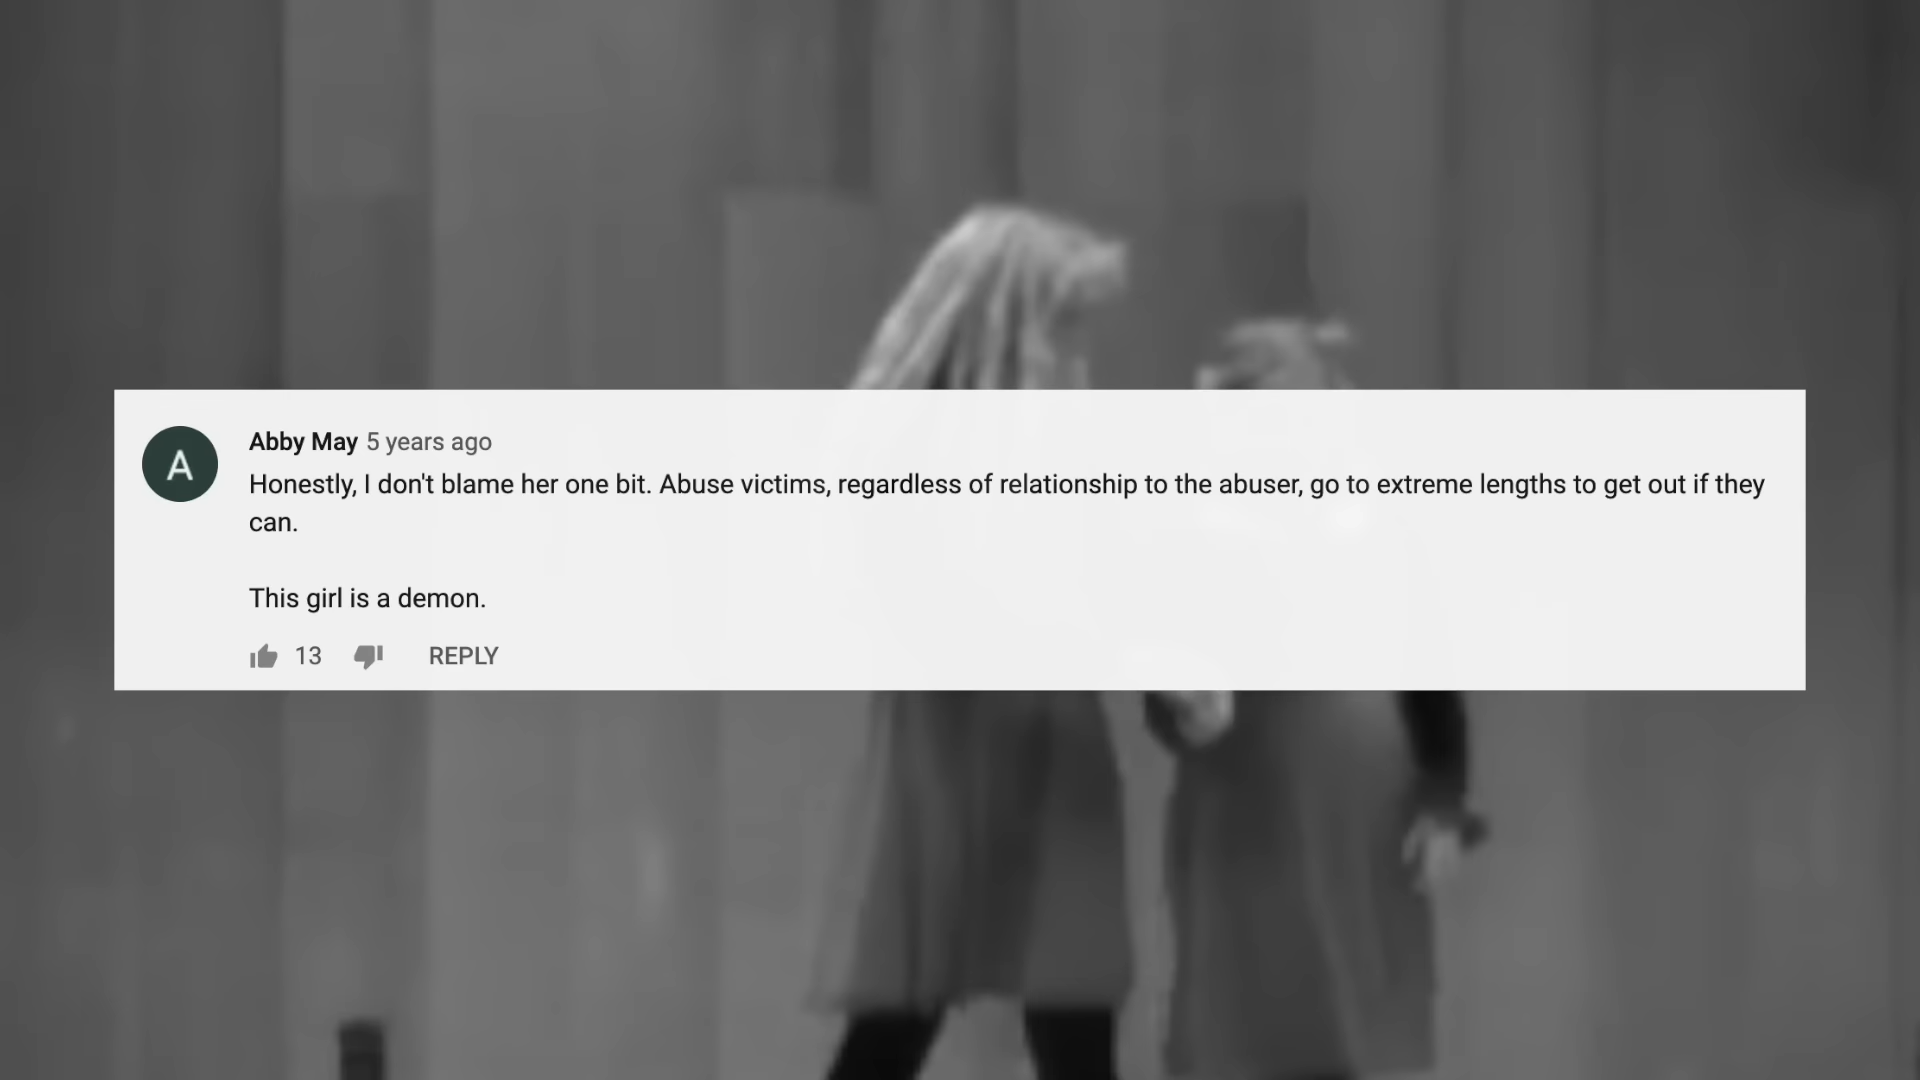 A
Abby May 5 years ago
Honestly, I don't blame her one bit. Abuse victims, regardless of relationship to the abuser, go to extreme lengths to get out if they
can.
This girl is a demon.
13 REPLY